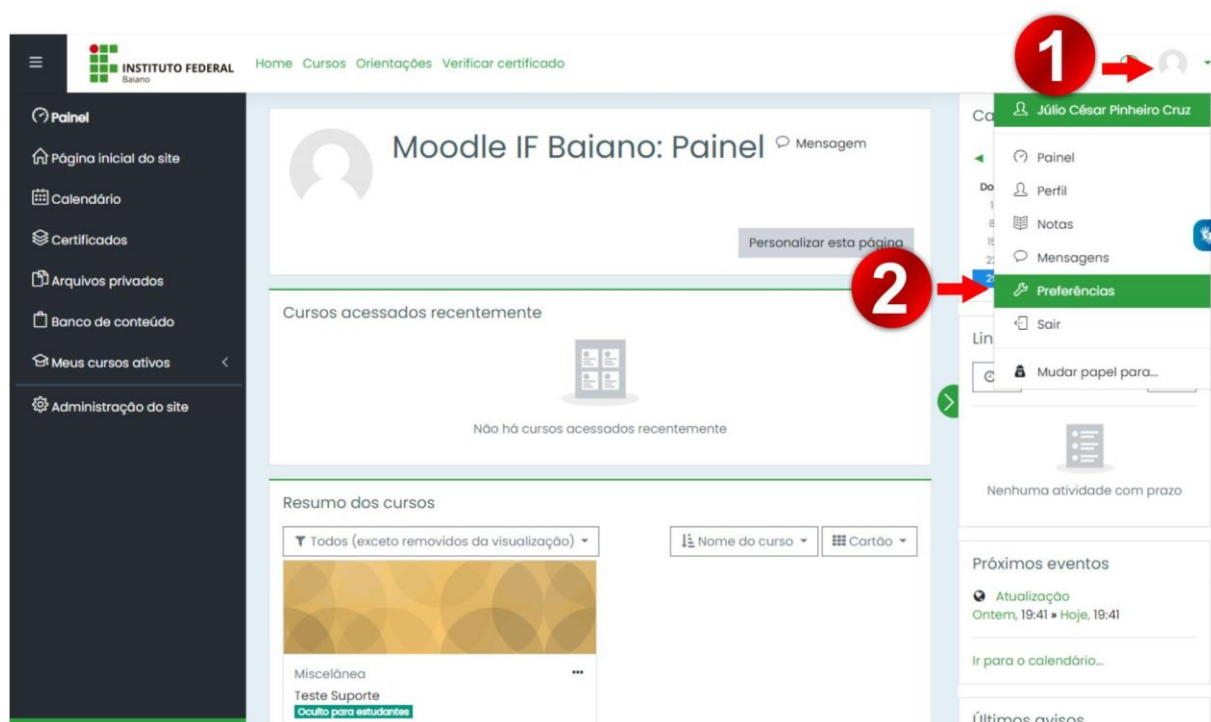 1
INSTITUTO FEDERAL
Baiano
Home Cursos Orientações Verificar certificado
Painel
Página inicial do site
Calendário
Certificados
Arquivos privados
Banco de conteúdo
Meus cursos ativos
Administração do site
Moodle IF Baiano: Painel
Mensagem
Personalizar esta página
2
Cursos acessados recentemente
Não há cursos acessados recentemente
Resumo dos cursos
Todos (exceto removidos da visualização)
Nome do curso
Cartão
Miscelânea
Teste Suporte
Oculto para estudantes
Ca
Do
Júlio César Pinheiro Cruz
Painel
Perfil
Notas
Mensagens
Preferências
Sair
Mudar papel para...
Lin
Nenhuma atividade com prazo
Próximos eventos
Atualização
Ontem, 19:41 » Hoje, 19:41
Ir para o calendário...
Últimos avisos